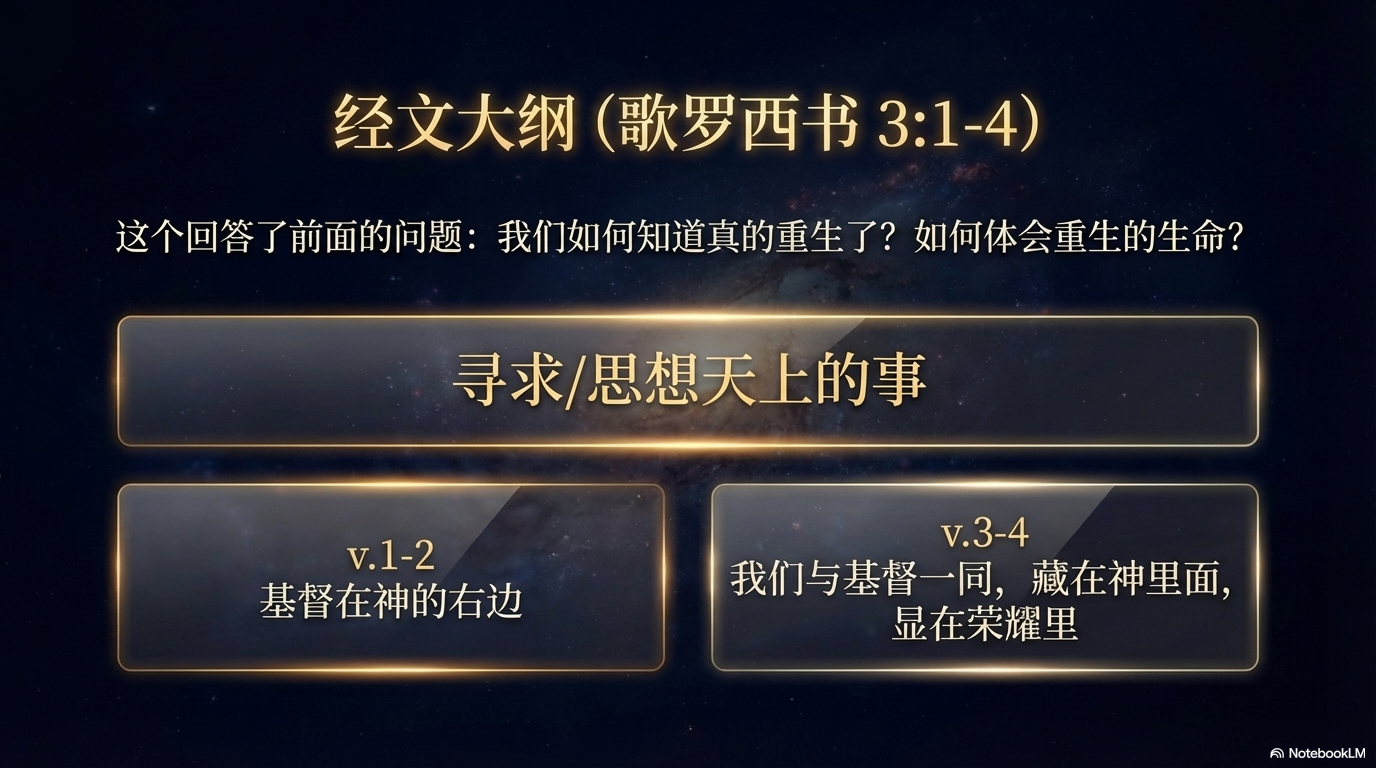 经文大纲 (歌罗西书 3:1-4)
这个回答了前面的问题：我们如何知道真的重生了？如何体会重生的生命？
寻求/思想天上的事
v.1-2
基督在神的右边
v.3-4
我们与基督一同，藏在神里面，
显在荣耀里
NotebookLM